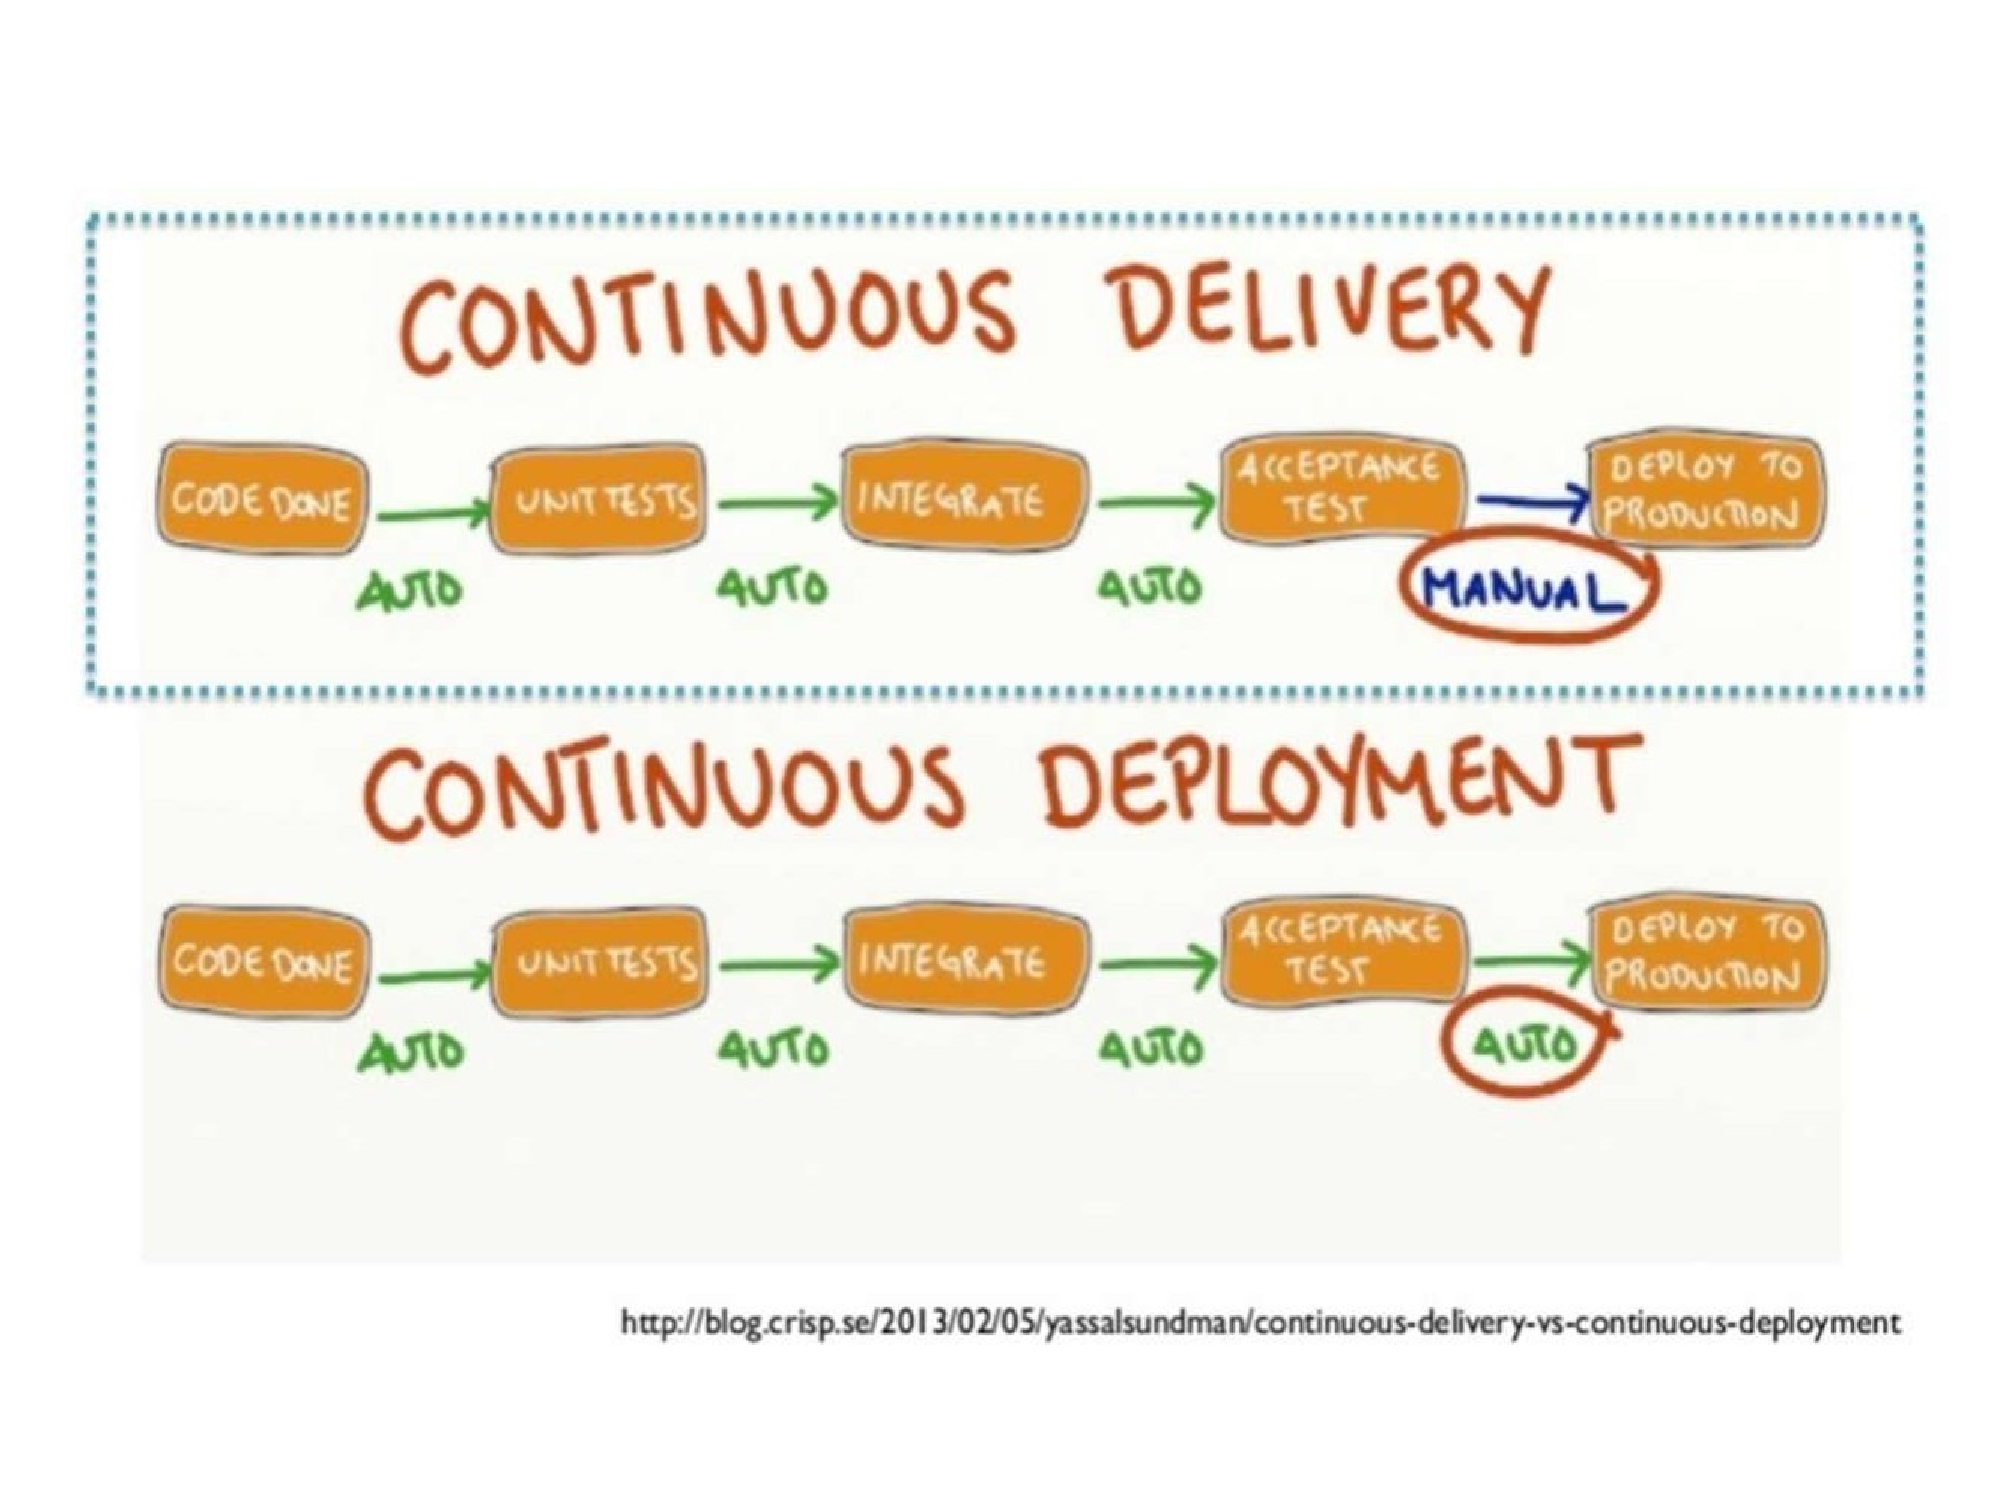 CONTINUOUS DELIVERY
CODE DONE
UNIT TESTS
INTEGRATE
ACCEPTANCE
TEST
DEPLOY TO
PRODUCTION
AUTO
AUTO
AUTO
MANUAL
CONTINUOUS DEPLOYMENT
CODE DONE
UNIT TESTS
INTEGRATE
ACCEPTANCE
TEST
DEPLOY TO
PRODUCTION
AUTO
AUTO
AUTO
AUTO
http://blog.crisp.se/2013/02/05/yassalsundman/continuous-delivery-vs-continuous-deployment